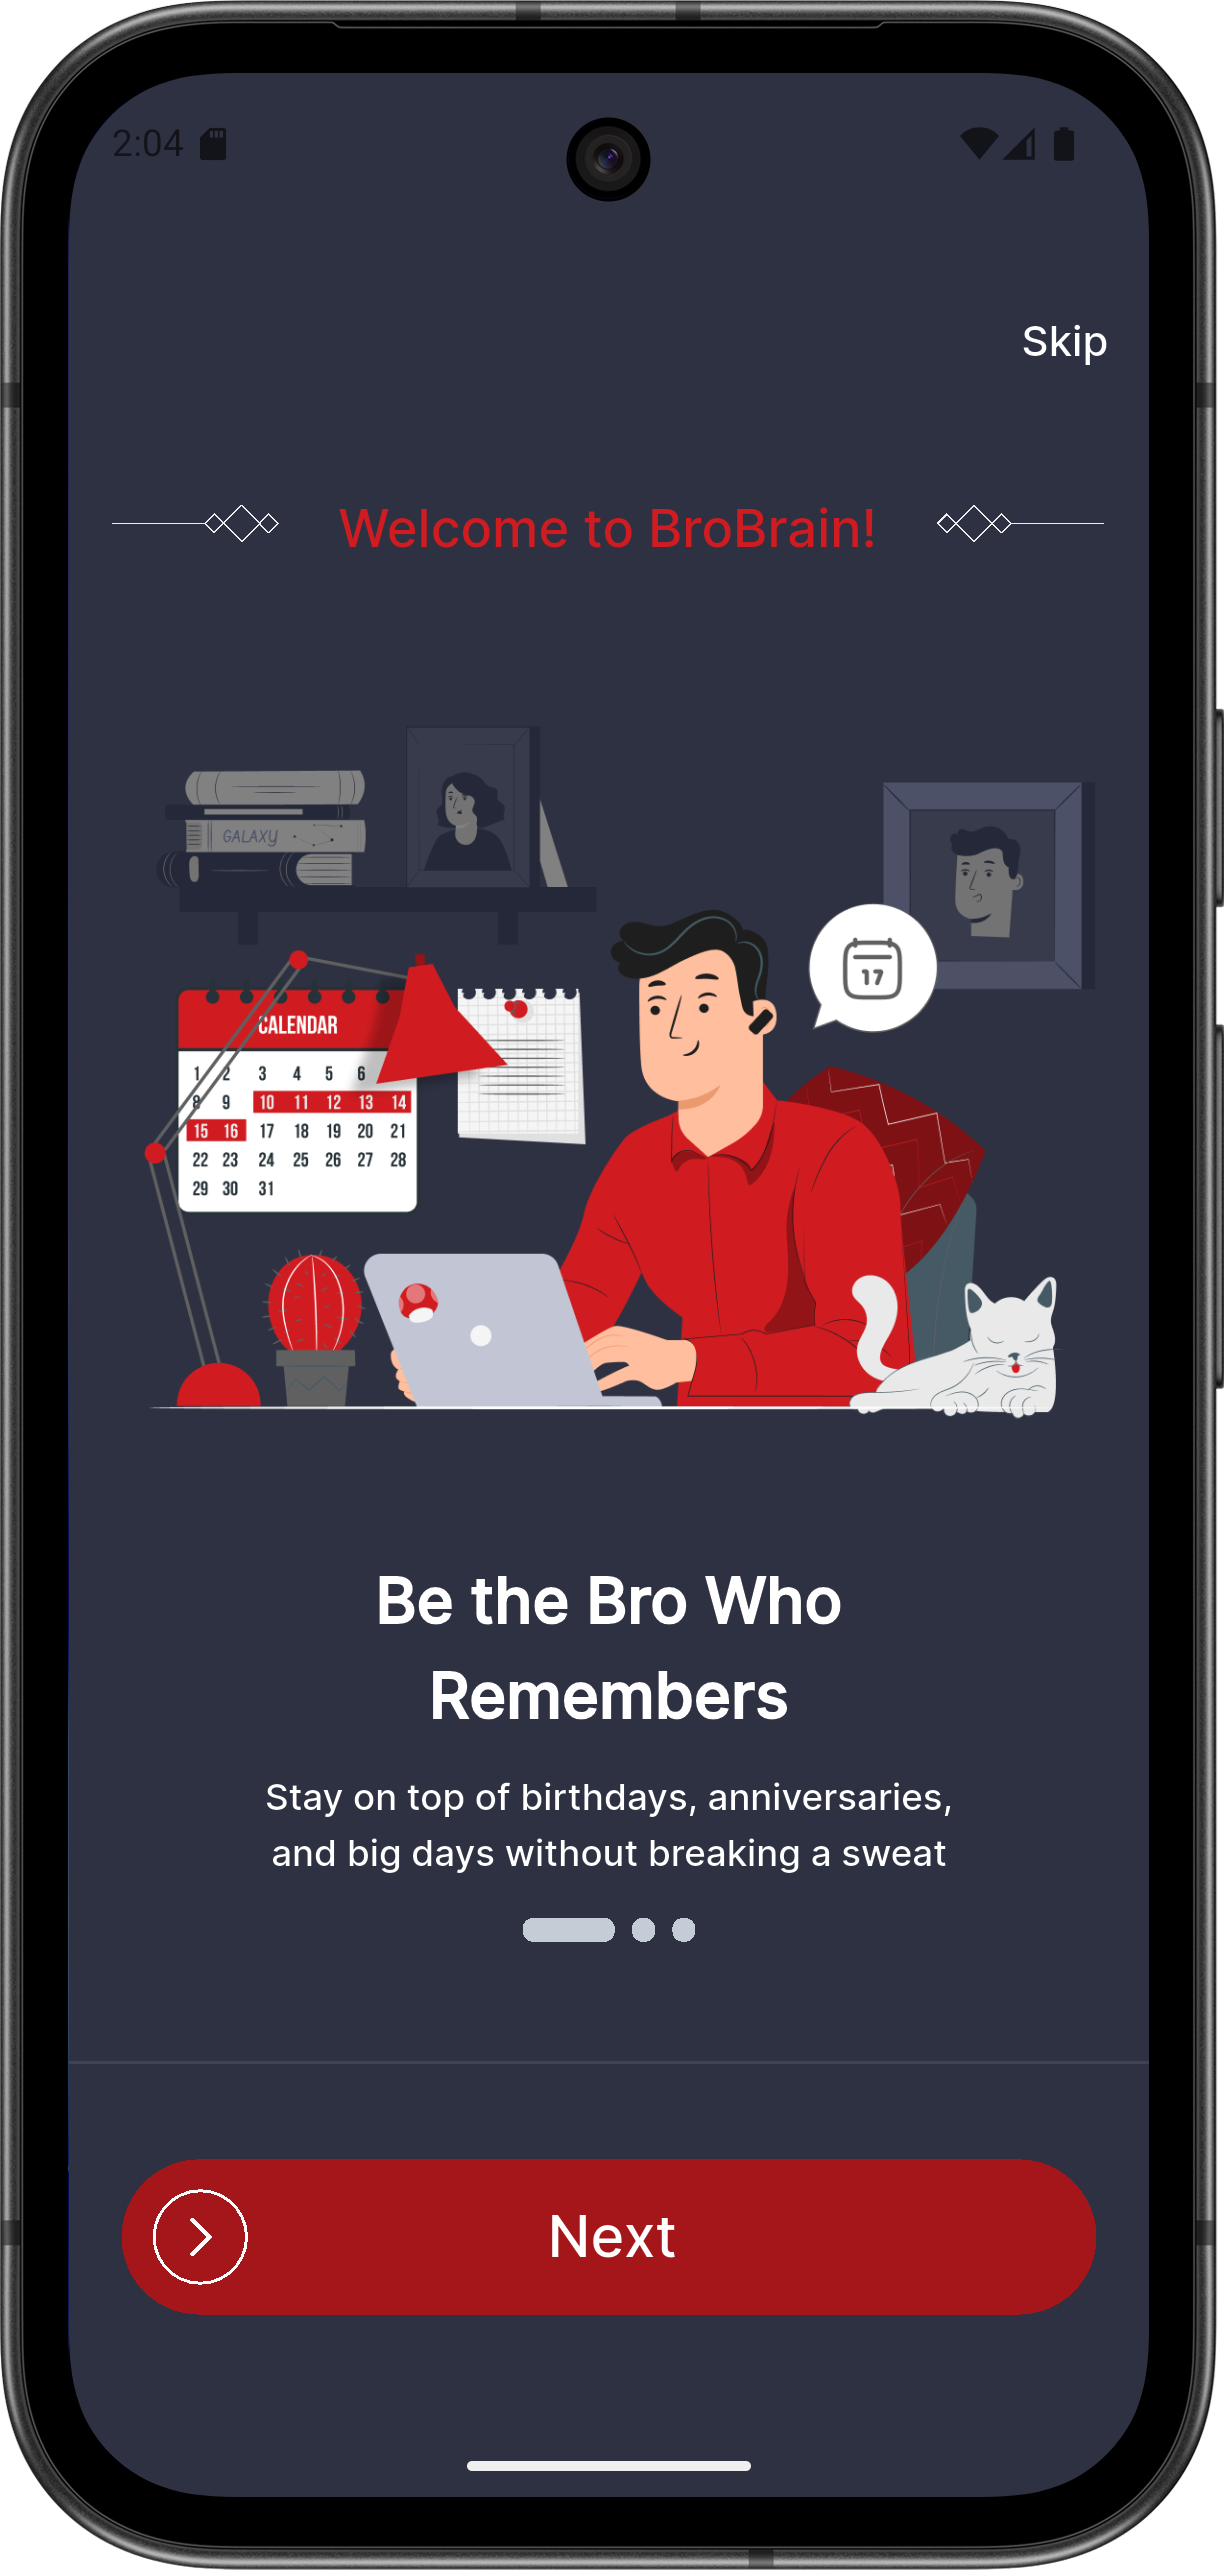 2:04
Skip
Welcome to BroBrain!
GALAXY
17
CALENDAR
1 2 3 4 5 6
8 9 10 11 12 13 14
15 16 17 18 19 20 21
22 23 24 25 26 27 28
29 30 31
Be the Bro Who
Remembers
Stay on top of birthdays, anniversaries,
and big days without breaking a sweat
Next